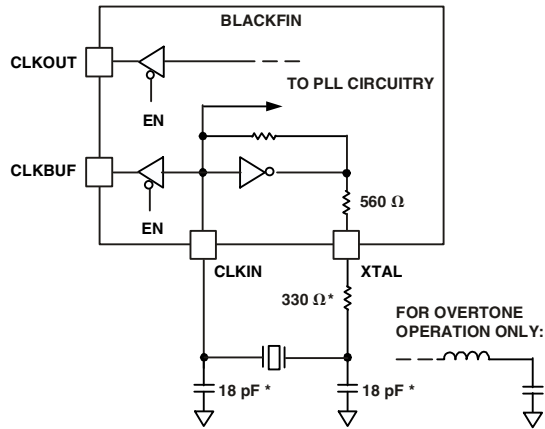 BLACKFIN
CLKOUT
TO PLL CIRCUITRY
EN
CLKBUF
560 Ω
EN
CLKIN
XTAL
330 Ω*
FOR OVERTONE
OPERATION ONLY:
18 pF *
18 pF *